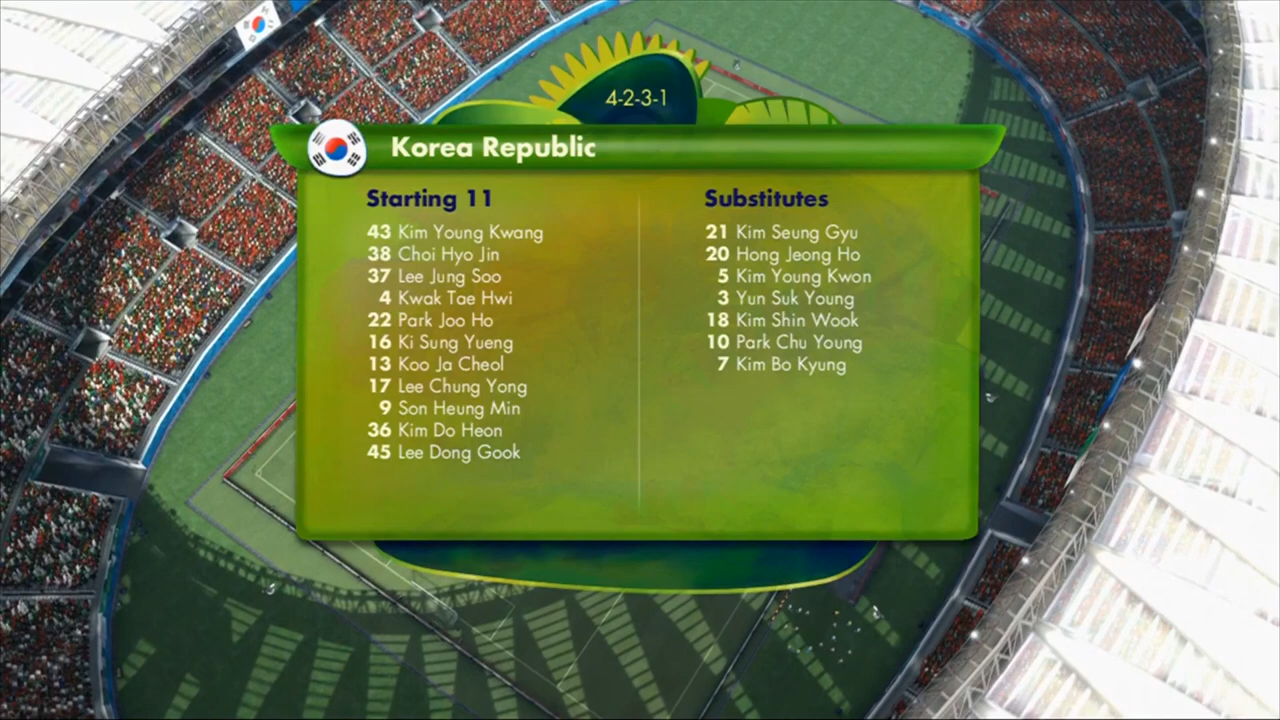 4-2-3-1
Korea Republic
Starting 11
43 Kim Young Kwang
38 Choi Hyo Jin
37 Lee Jung Soo
4 Kwak Tae Hwi
22 Park Joo Ho
16 Ki Sung Yueng
13 Koo Ja Cheol
17 Lee Chung Yong
9 Son Heung Min
36 Kim Do Heon
45 Lee Dong Gook
Substitutes
21 Kim Seung Gyu
20 Hong Jeong Ho
5 Kim Young Kwon
3 Yun Suk Young
18 Kim Shin Wook
10 Park Chu Young
7 Kim Bo Kyung